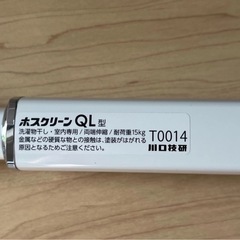 ホスクリーン QL型
洗濯物干し・室内専用/両端伸縮/耐荷重15kg
金属などの硬質な物との接触は、塗装がはがれる
原因となるためご注意ください。
T0014
川口技研